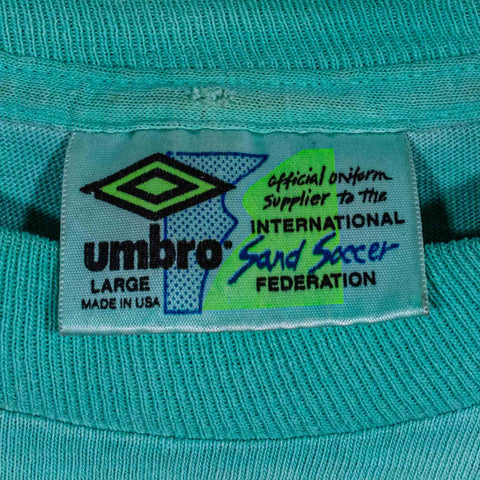 umbro®
LARGE
MADE IN USA
Official Uniform
Supplier to the
INTERNATIONAL
Sand Soccer
FEDERATION